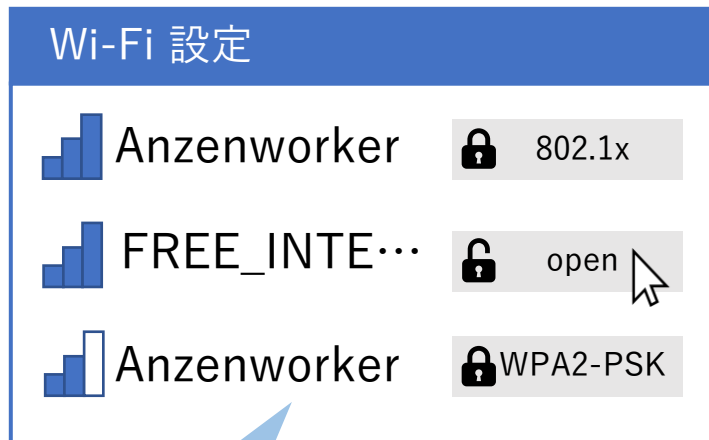 Wi-Fi 設定
Anzenworker 802.1x
FREE_INTE… open
Anzenworker WPA2-PSK